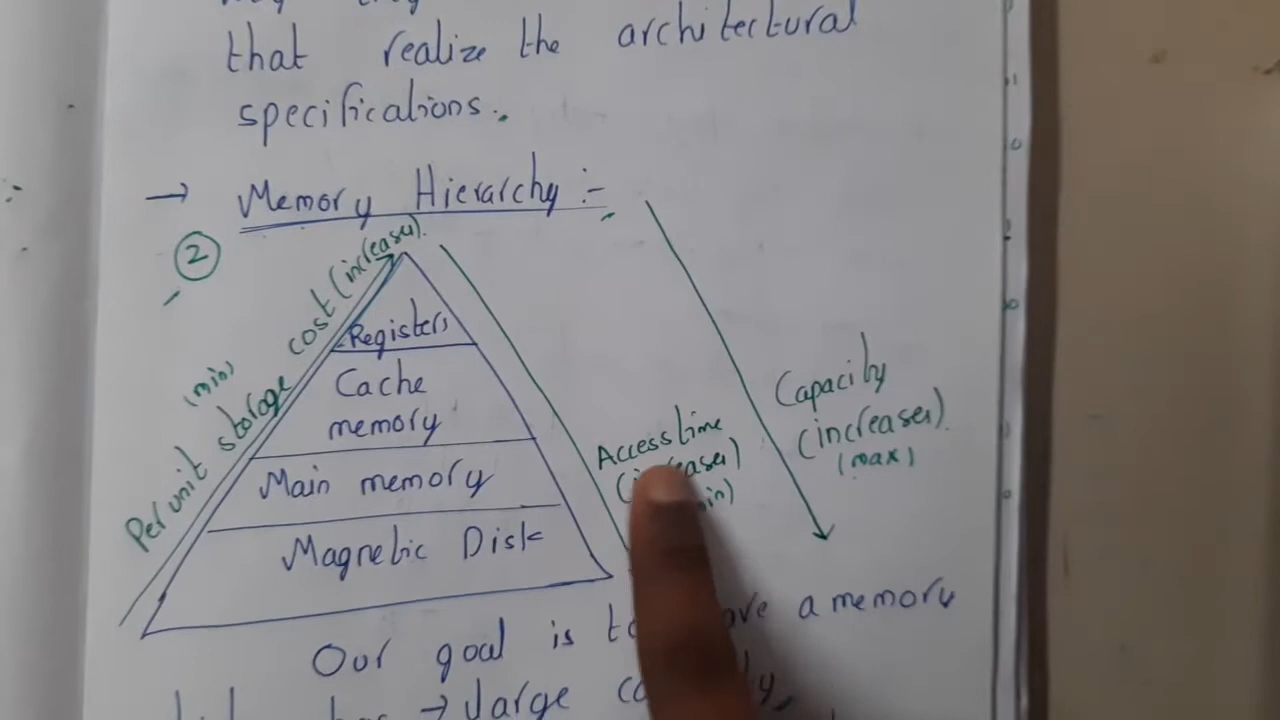 that realize the architectural
specifications.
→ Memory Hierarchy :-
②
Per unit storage cost (increases).
(min)
Registers
Cache
memory
Main memory
Magnetic Disk
Access time
Capacity
(increases).
(max)
Our goal is to a memory
→ large